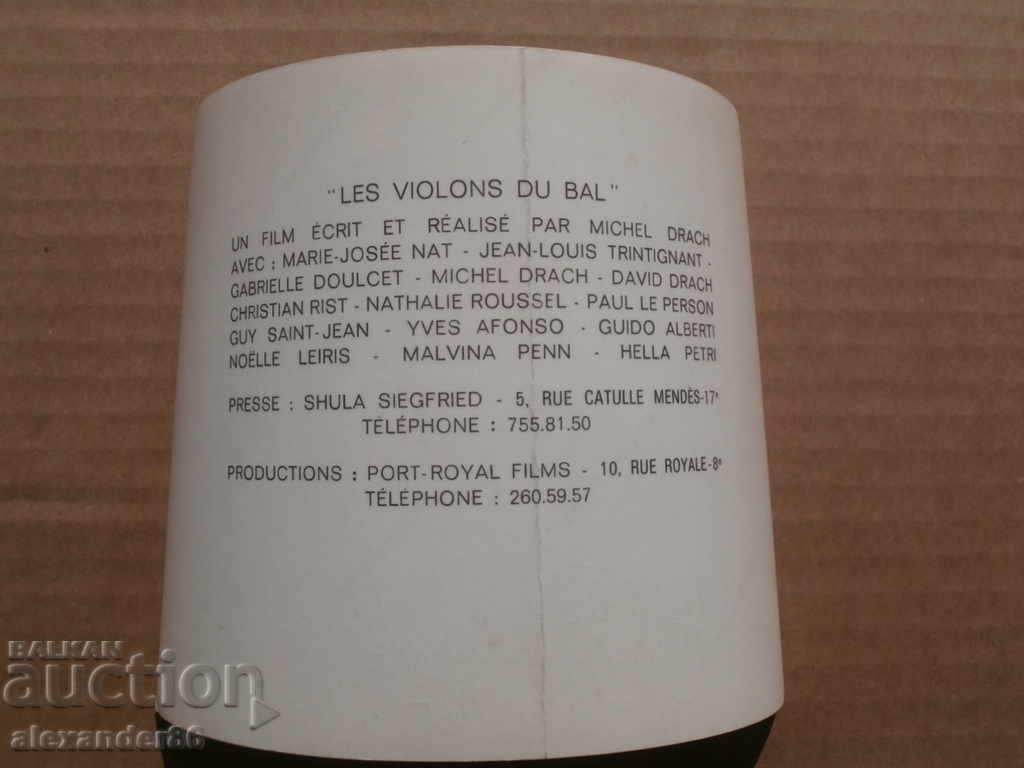 "LES VIOLONS DU BAL"
UN FILM ÉCRIT ET RÉALISÉ PAR MICHEL DRACH
AVEC : MARIE-JOSÉE NAT - JEAN-LOUIS TRINTIGNANT -
GABRIELLE DOULCET - MICHEL DRACH - DAVID DRACH
CHRISTIAN RIST - NATHALIE ROUSSEL - PAUL LE PERSON
GUY SAINT-JEAN - YVES AFONSO - GUIDO ALBERTI
NOËLLE LEIRIS - MALVINA PENN - HELLA PETRI
PRESSE : SHULA SIEGFRIED - 5, RUE CATULLE MENDÈS-17e
TÉLÉPHONE : 755.81.50
PRODUCTIONS : PORT-ROYAL FILMS - 10, RUE ROYALE-8e
TÉLÉPHONE : 260.59.57
BALKAN
auction
alexander86